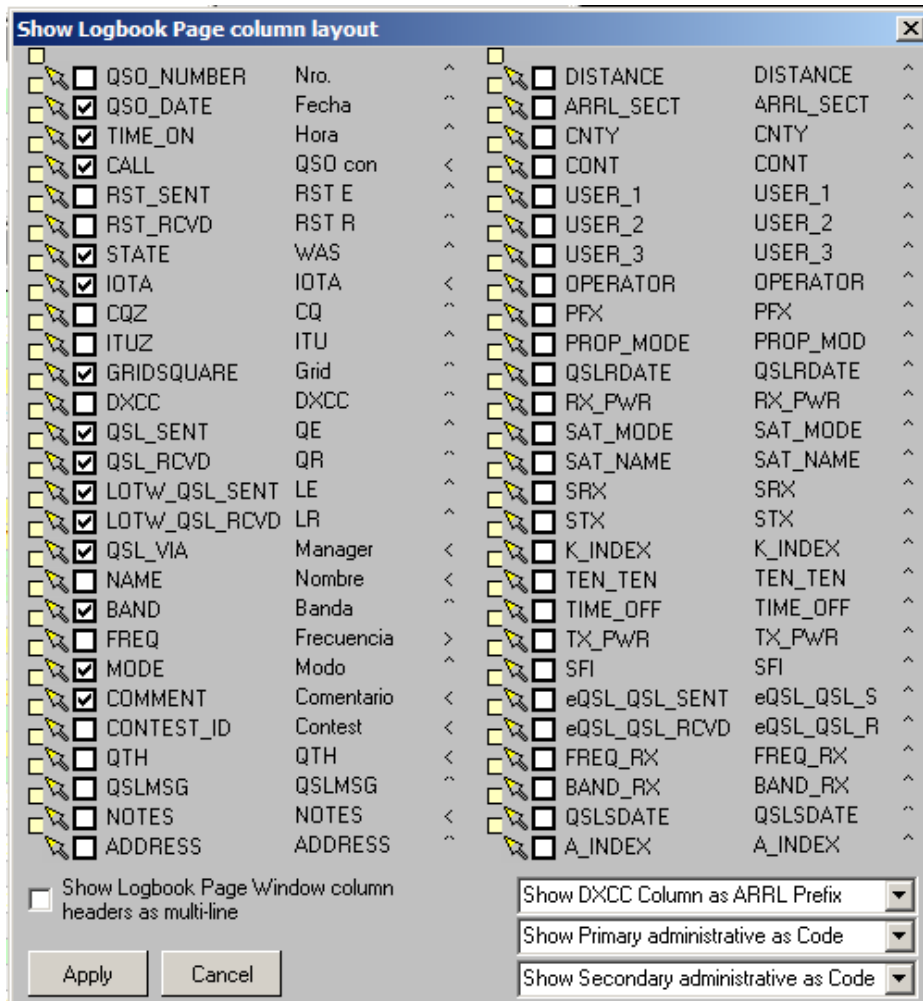 Show Logbook Page column layout
QSO_NUMBER Nro. ^
QSO_DATE Fecha ^
TIME_ON Hora ^
CALL QSO con <
RST_SENT RST E ^
RST_RCVD RST R ^
STATE WAS ^
IOTA IOTA <
CQZ CQ ^
ITUZ ITU ^
GRIDSQUARE Grid ^
DXCC DXCC ^
QSL_SENT QE ^
QSL_RCVD QR ^
LOTW_QSL_SENT LE ^
LOTW_QSL_RCVD LR ^
QSL_VIA Manager <
NAME Nombre <
BAND Banda ^
FREQ Frecuencia >
MODE Modo ^
COMMENT Comentario <
CONTEST_ID Contest <
QTH QTH <
QSLMSG QSLMSG ^
NOTES NOTES <
ADDRESS ADDRESS ^
DISTANCE DISTANCE ^
ARRL_SECT ARRL_SECT ^
CNTY CNTY ^
CONT CONT ^
USER_1 USER_1 ^
USER_2 USER_2 ^
USER_3 USER_3 ^
OPERATOR OPERATOR ^
PFX PFX ^
PROP_MODE PROP_MOD ^
QSLRDATE QSLRDATE ^
RX_PWR RX_PWR ^
SAT_MODE SAT_MODE ^
SAT_NAME SAT_NAME ^
SRX SRX ^
STX STX ^
K_INDEX K_INDEX ^
TEN_TEN TEN_TEN ^
TIME_OFF TIME_OFF ^
TX_PWR TX_PWR ^
SFI SFI ^
eQSL_QSL_SENT eQSL_QSL_S ^
eQSL_QSL_RCVD eQSL_QSL_R ^
FREQ_RX FREQ_RX ^
BAND_RX BAND_RX ^
QSLSDATE QSLSDATE ^
A_INDEX A_INDEX ^
Show Logbook Page Window column
headers as multi-line
Apply Cancel
Show DXCC Column as ARRL Prefix
Show Primary administrative as Code
Show Secondary administrative as Code